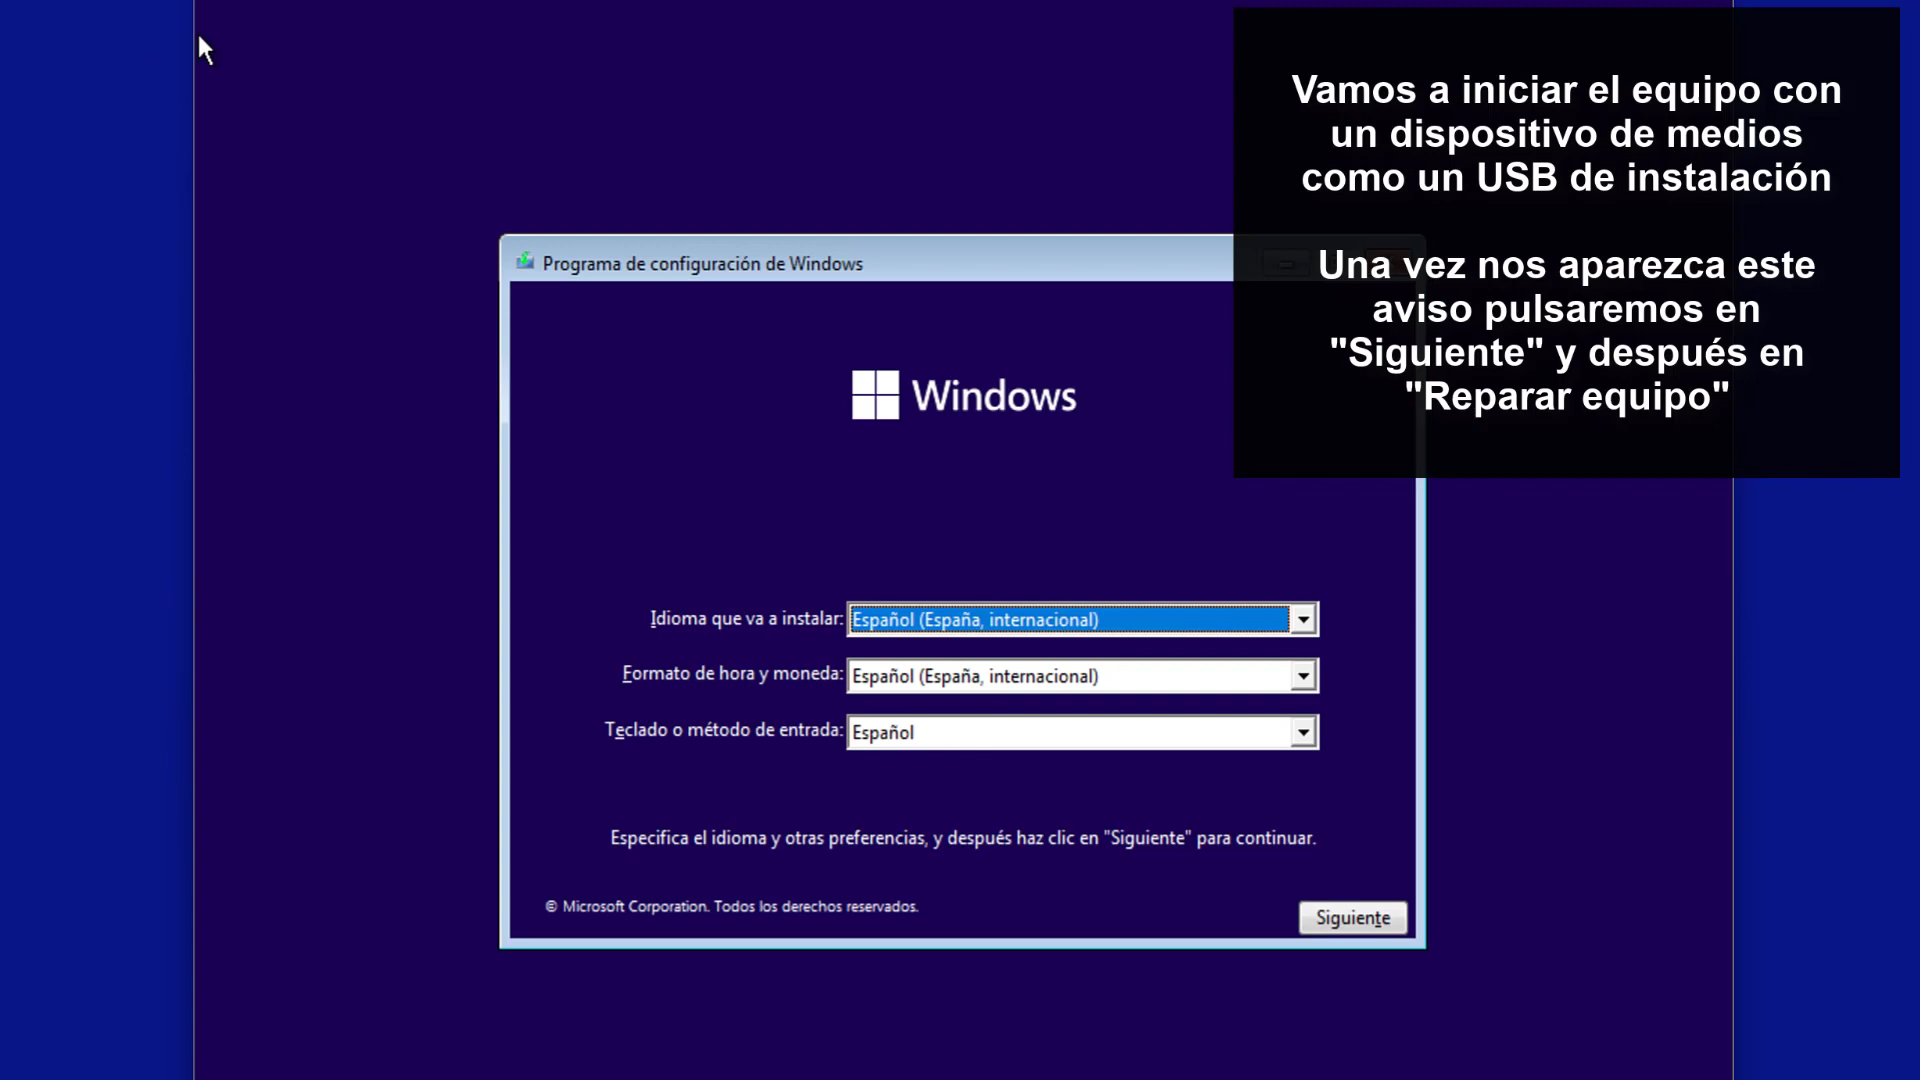 Vamos a iniciar el equipo con
un dispositivo de medios
como un USB de instalación
Una vez nos aparezca este
aviso pulsaremos en
"Siguiente" y después en
"Reparar equipo"
Programa de configuración de Windows
Windows
Idioma que va a instalar: Español (España, internacional)
Formato de hora y moneda: Español (España, internacional)
Teclado o método de entrada: Español
Especifica el idioma y otras preferencias, y después haz clic en "Siguiente" para continuar.
© Microsoft Corporation. Todos los derechos reservados.
Siguiente